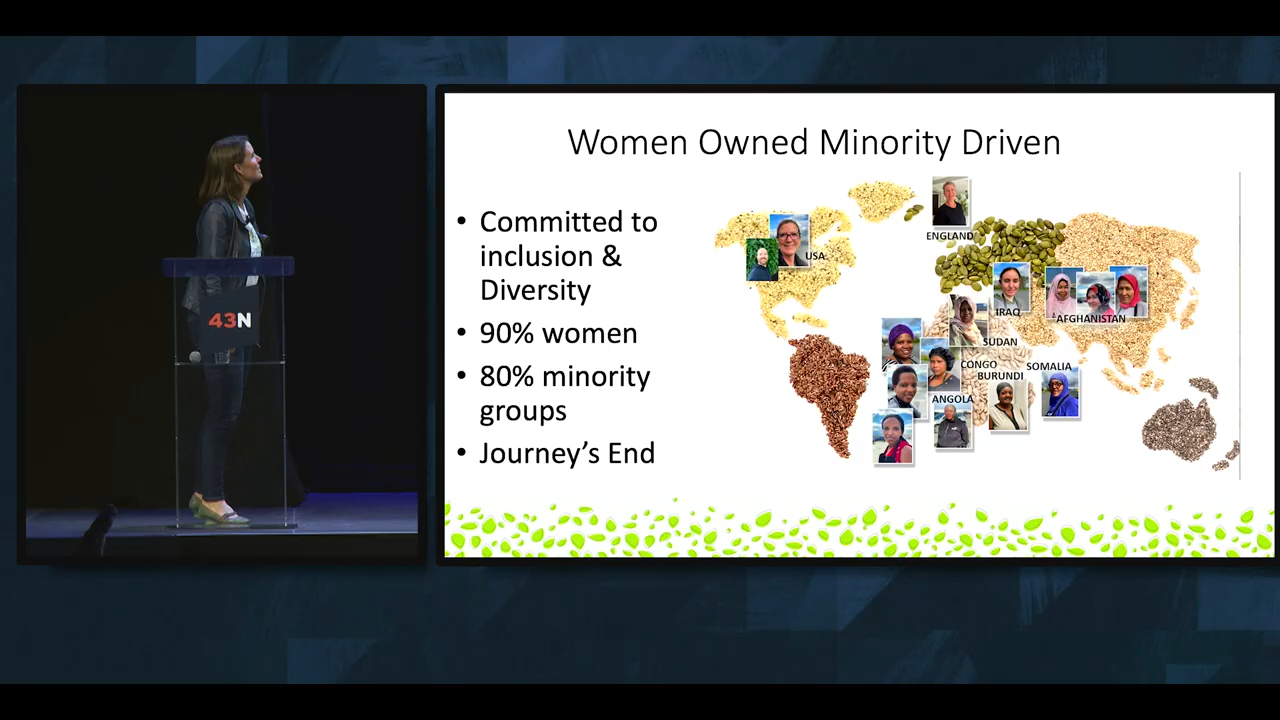 43N
Women Owned Minority Driven
• Committed to
inclusion &
Diversity
• 90% women
• 80% minority
groups
• Journey's End
ENGLAND
USA
IRAQ
AFGHANISTAN
SUDAN
CONGO
BURUNDI
SOMALIA
ANGOLA